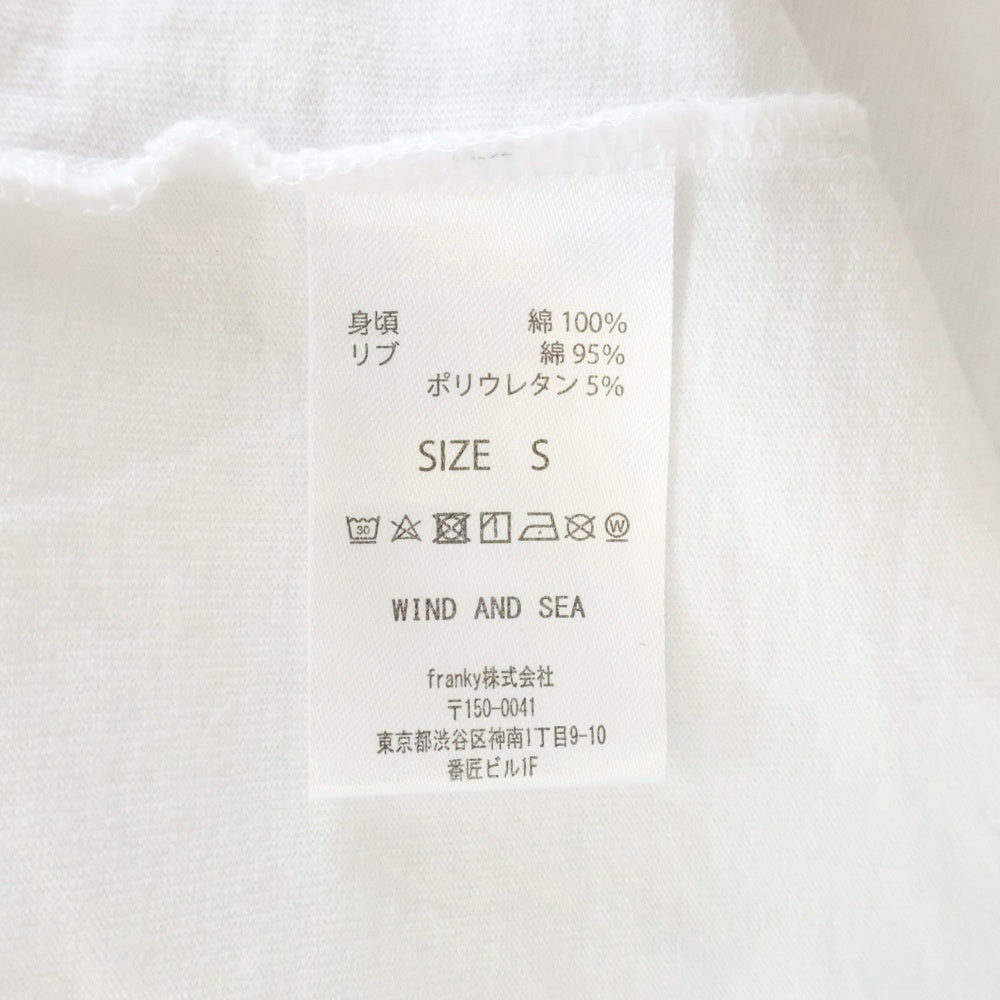 身頃 綿 100%
リブ 綿 95%
ポリウレタン 5%
SIZE S
30 W
WIND AND SEA
franky株式会社
〒150-0041
東京都渋谷区神南1丁目9-10
番匠ビル1F